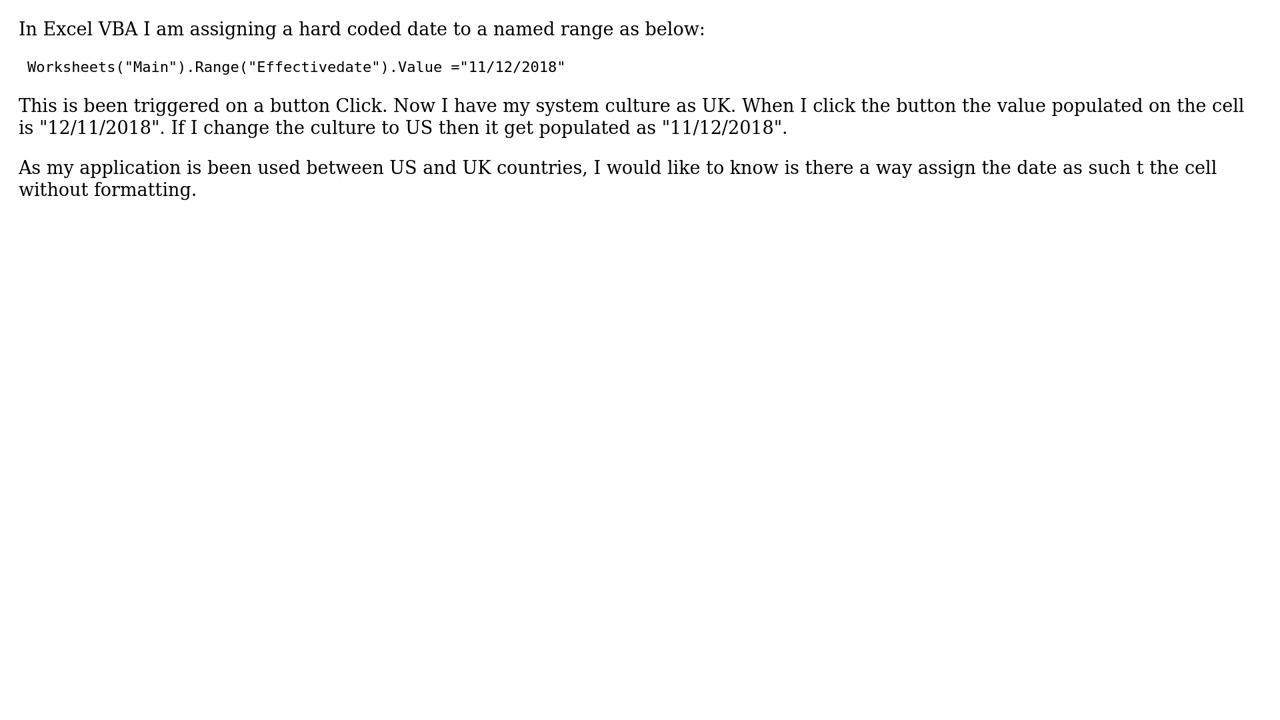 In Excel VBA I am assigning a hard coded date to a named range as below:
Worksheets("Main").Range("Effectivedate").Value ="11/12/2018"
This is been triggered on a button Click. Now I have my system culture as UK. When I click the button the value populated on the cell
is "12/11/2018". If I change the culture to US then it get populated as "11/12/2018".
As my application is been used between US and UK countries, I would like to know is there a way assign the date as such t the cell
without formatting.